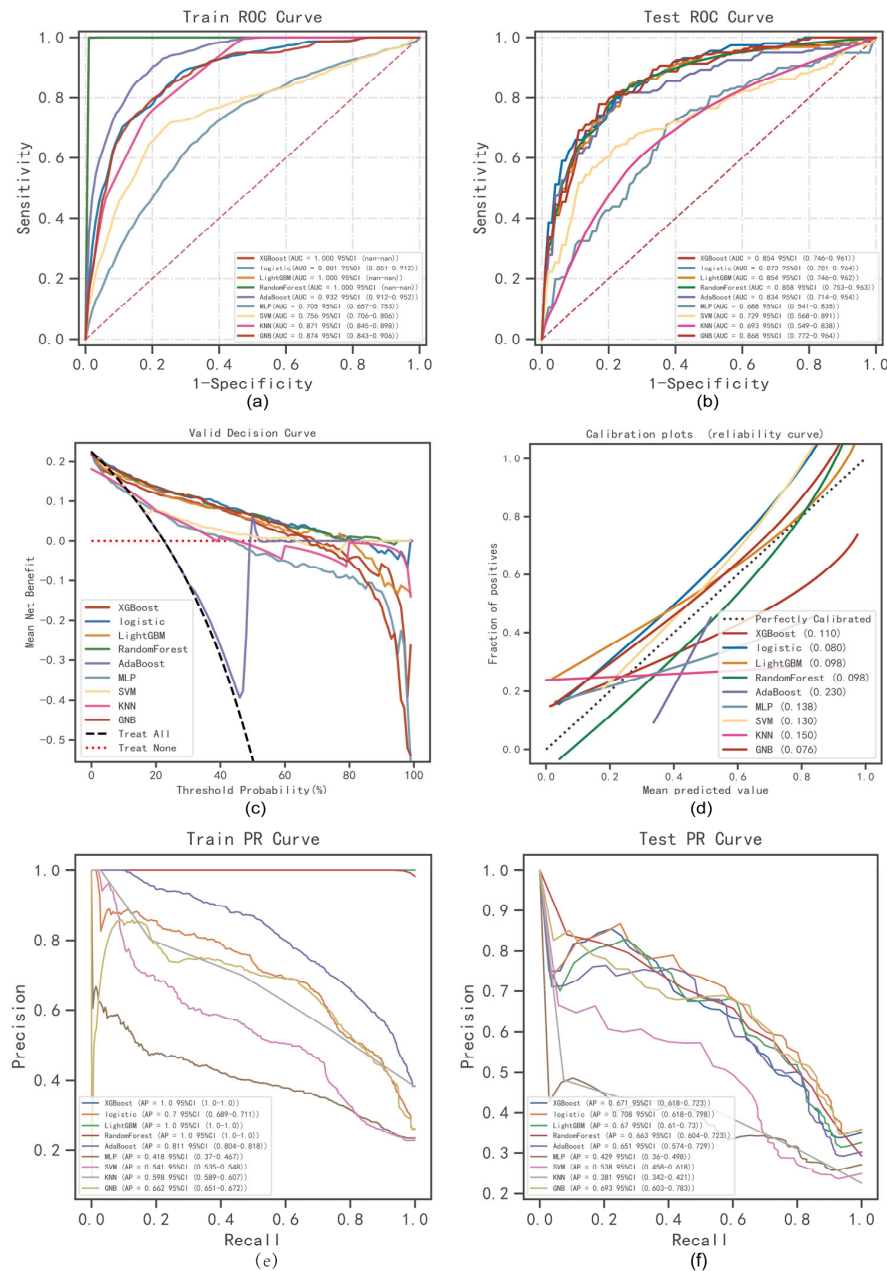 Train ROC Curve
1.0
0.8
0.6
0.4
0.2
0.0
Sensitivity
XGBoost(AUC = 1.000 95%CI (nan-nan))
LightGBM(AUC = 1.000 95%CI (nan-nan))
RandomForest(AUC = 1.000 95%CI (nan-nan))
AdaBoost(AUC = 0.932 95%CI (0.912-0.952))
MLP(AUC = 0.705 95%CI (0.657-0.753))
SVM(AUC = 0.756 95%CI (0.706-0.806))
KNN(AUC = 0.871 95%CI (0.845-0.898))
GNB(AUC = 0.874 95%CI (0.843-0.906))
0.0 0.2 0.4 0.6 0.8 1.0
1-Specificity
(a)
Test ROC Curve
1.0
0.8
0.6
0.4
0.2
0.0
Sensitivity
XGBoost(AUC = 0.854 95%CI (0.746-0.961))
LightGBM(AUC = 0.854 95%CI (0.746-0.962))
RandomForest(AUC = 0.858 95%CI (0.753-0.963))
AdaBoost(AUC = 0.834 95%CI (0.714-0.954))
SVM(AUC = 0.729 95%CI (0.568-0.891))
KNN(AUC = 0.693 95%CI (0.549-0.838))
GNB(AUC = 0.868 95%CI (0.772-0.964))
0.0 0.2 0.4 0.6 0.8 1.0
1-Specificity
(b)
Valid Decision Curve
0.2
0.1
0.0
-0.1
-0.2
-0.3
-0.4
-0.5
Mean Net Benefit
XGBoost
logistic
LightGBM
RandomForest
AdaBoost
MLP
SVM
KNN
GNB
Treat All
Treat None
0 20 40 60 80 100
Threshold Probability(%)
(c)
Calibration plots (reliability curve)
1.0
0.8
0.6
0.4
0.2
0.0
Fraction of positives
Perfectly Calibrated
XGBoost (0.110)
logistic (0.080)
LightGBM (0.098)
RandomForest (0.098)
AdaBoost (0.230)
MLP (0.138)
SVM (0.130)
KNN (0.150)
GNB (0.076)
0.0 0.2 0.4 0.6 0.8 1.0
Mean predicted value
(d)
Train PR Curve
1.0
0.8
0.6
0.4
0.2
Precision
XGBoost (AP = 1.0 95%CI (1.0-1.0))
logistic (AP = 0.7 95%CI (0.689-0.711))
LightGBM (AP = 1.0 95%CI (1.0-1.0))
RandomForest (AP = 1.0 95%CI (1.0-1.0))
AdaBoost (AP = 0.811 95%CI (0.804-0.818))
MLP (AP = 0.418 95%CI (0.37-0.467))
SVM (AP = 0.541 95%CI (0.535-0.548))
KNN (AP = 0.598 95%CI (0.589-0.607))
GNB (AP = 0.662 95%CI (0.651-0.672))
0.0 0.2 0.4 0.6 0.8 1.0
Recall
(e)
Test PR Curve
1.0
0.9
0.8
0.7
0.6
0.5
0.4
0.3
0.2
Precision
XGBoost (AP = 0.671 95%CI (0.618-0.723))
logistic (AP = 0.708 95%CI (0.618-0.798))
LightGBM (AP = 0.67 95%CI (0.61-0.73))
RandomForest (AP = 0.663 95%CI (0.604-0.723))
AdaBoost (AP = 0.651 95%CI (0.574-0.729))
MLP (AP = 0.429 95%CI (0.36-0.498))
SVM (AP = 0.538 95%CI (0.458-0.618))
KNN (AP = 0.381 95%CI (0.342-0.421))
GNB (AP = 0.693 95%CI (0.603-0.783))
0.0 0.2 0.4 0.6 0.8 1.0
Recall
(f)